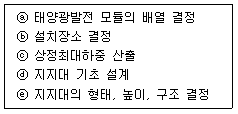 ⓐ 태양광발전 모듈의 배열 결정
ⓑ 설치장소 결정
ⓒ 상정최대하중 산출
ⓓ 지지대 기초 설계
ⓔ 지지대의 형태, 높이, 구조 결정